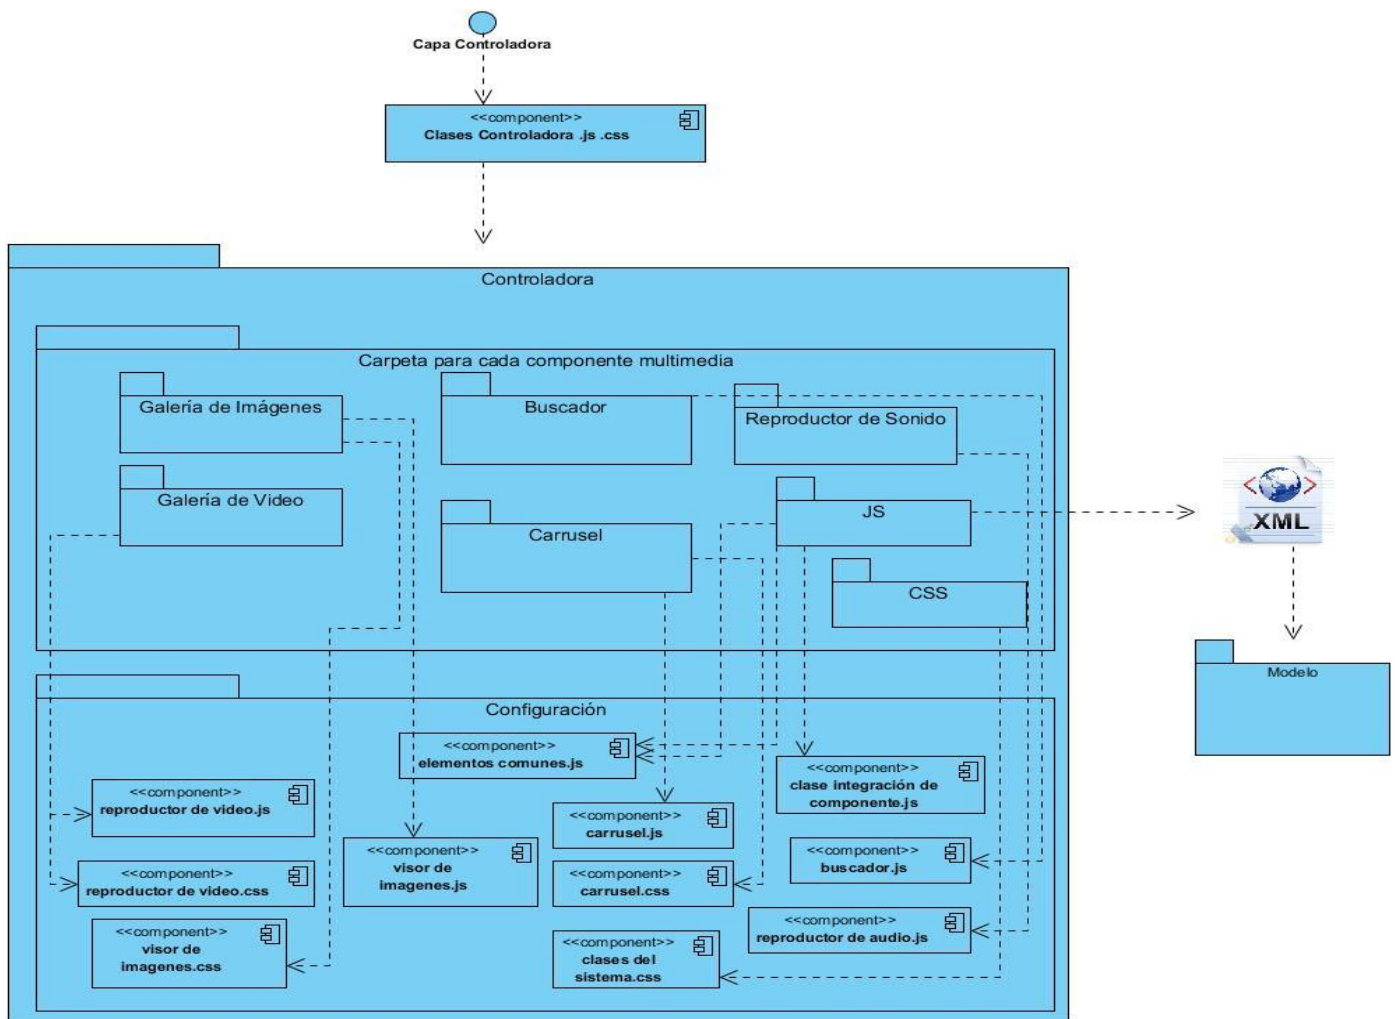 Capa Controladora
<<component>>
Clases Controladora .js .css
Controladora
Carpeta para cada componente multimedia
Galería de Imágenes
Buscador
Reproductor de Sonido
Galería de Video
Carrusel
JS
CSS
XML
Modelo
Configuración
<<component>>
elementos comunes.js
<<component>>
clase integración de
componente.js
<<component>>
reproductor de video.js
<<component>>
carrusel.js
<<component>>
visor de
imagenes.js
<<component>>
buscador.js
<<component>>
reproductor de video.css
<<component>>
carrusel.css
<<component>>
reproductor de audio.js
<<component>>
visor de
imagenes.css
<<component>>
clases del
sistema.css